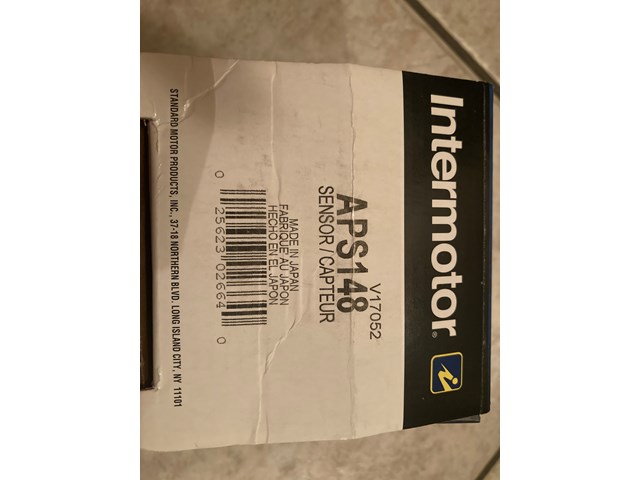 Intermotor®
V17052
APS148
SENSOR / CAPTEUR
MADE IN JAPAN
FABRIQUE AU JAPON
HECHO EN EL JAPON
0 25623 02664 0
STANDARD MOTOR PRODUCTS, INC., 37-18 NORTHERN BLVD. LONG ISLAND CITY, NY 11101